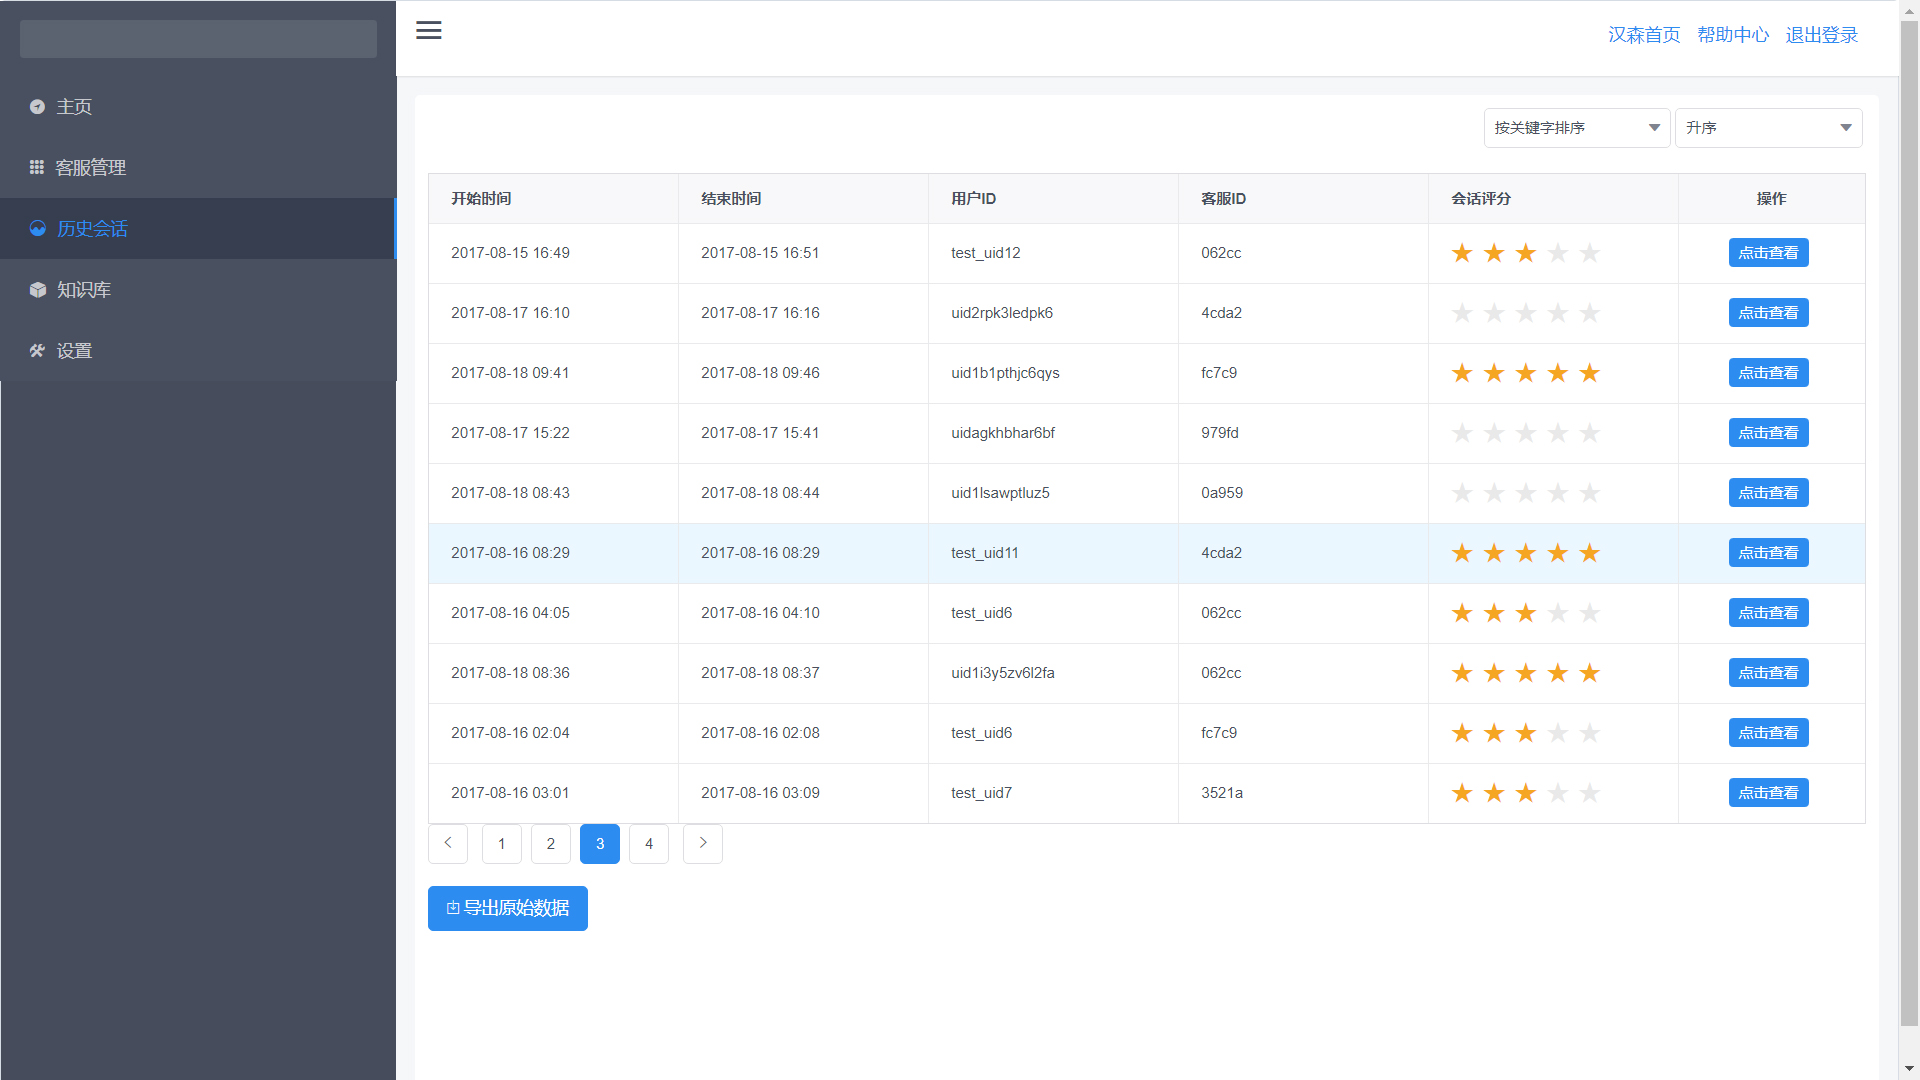 汉森首页 帮助中心 退出登录
主页
客服管理
历史会话
知识库
设置
按关键字排序 升序
开始时间 结束时间 用户ID 客服ID 会话评分 操作
2017-08-15 16:49 2017-08-15 16:51 test_uid12 062cc 点击查看
2017-08-17 16:10 2017-08-17 16:16 uid2rpk3ledpk6 4cda2 点击查看
2017-08-18 09:41 2017-08-18 09:46 uid1b1pthjc6qys fc7c9 点击查看
2017-08-17 15:22 2017-08-17 15:41 uidagkhbhar6bf 979fd 点击查看
2017-08-18 08:43 2017-08-18 08:44 uid1lsawptluz5 0a959 点击查看
2017-08-16 08:29 2017-08-16 08:29 test_uid11 4cda2 点击查看
2017-08-16 04:05 2017-08-16 04:10 test_uid6 062cc 点击查看
2017-08-18 08:36 2017-08-18 08:37 uid1i3y5zv6l2fa 062cc 点击查看
2017-08-16 02:04 2017-08-16 02:08 test_uid6 fc7c9 点击查看
2017-08-16 03:01 2017-08-16 03:09 test_uid7 3521a 点击查看
1 2 3 4
导出原始数据